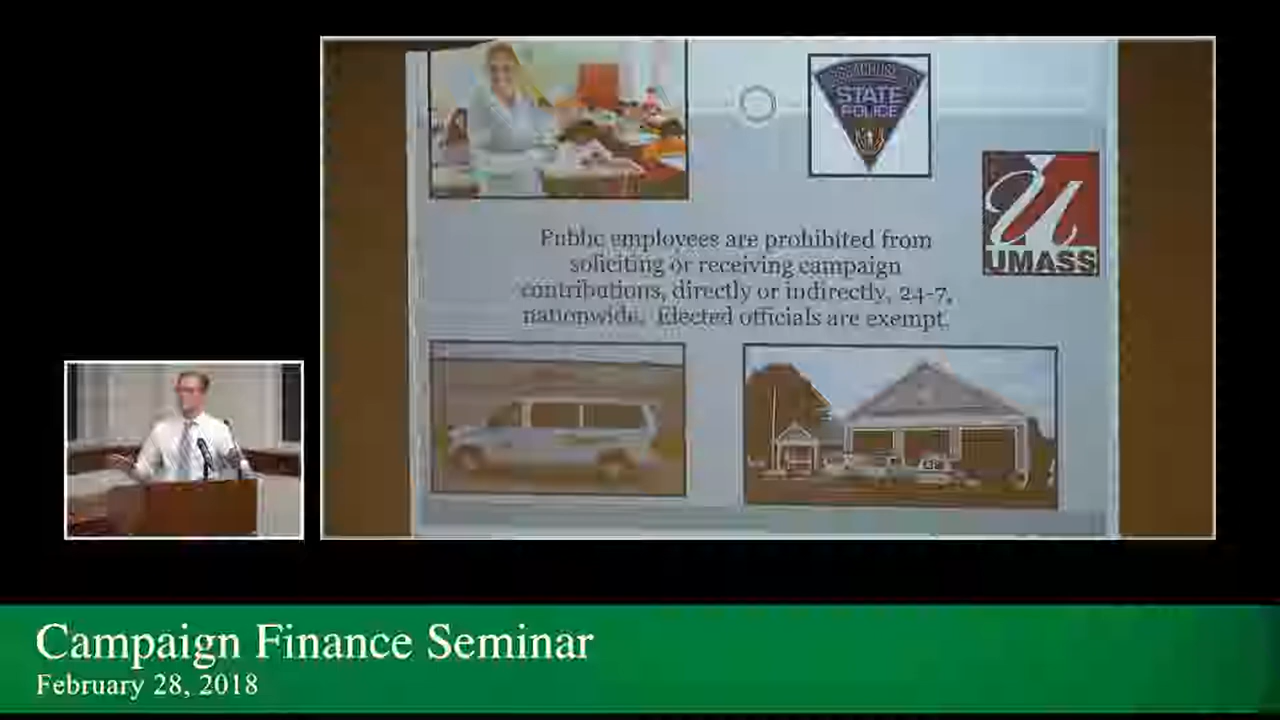 STATE
POLICE
UMASS
Public employees are prohibited from
soliciting or receiving campaign
contributions, directly or indirectly, 24-7,
nationwide. Elected officials are exempt.
Campaign Finance Seminar
February 28, 2018